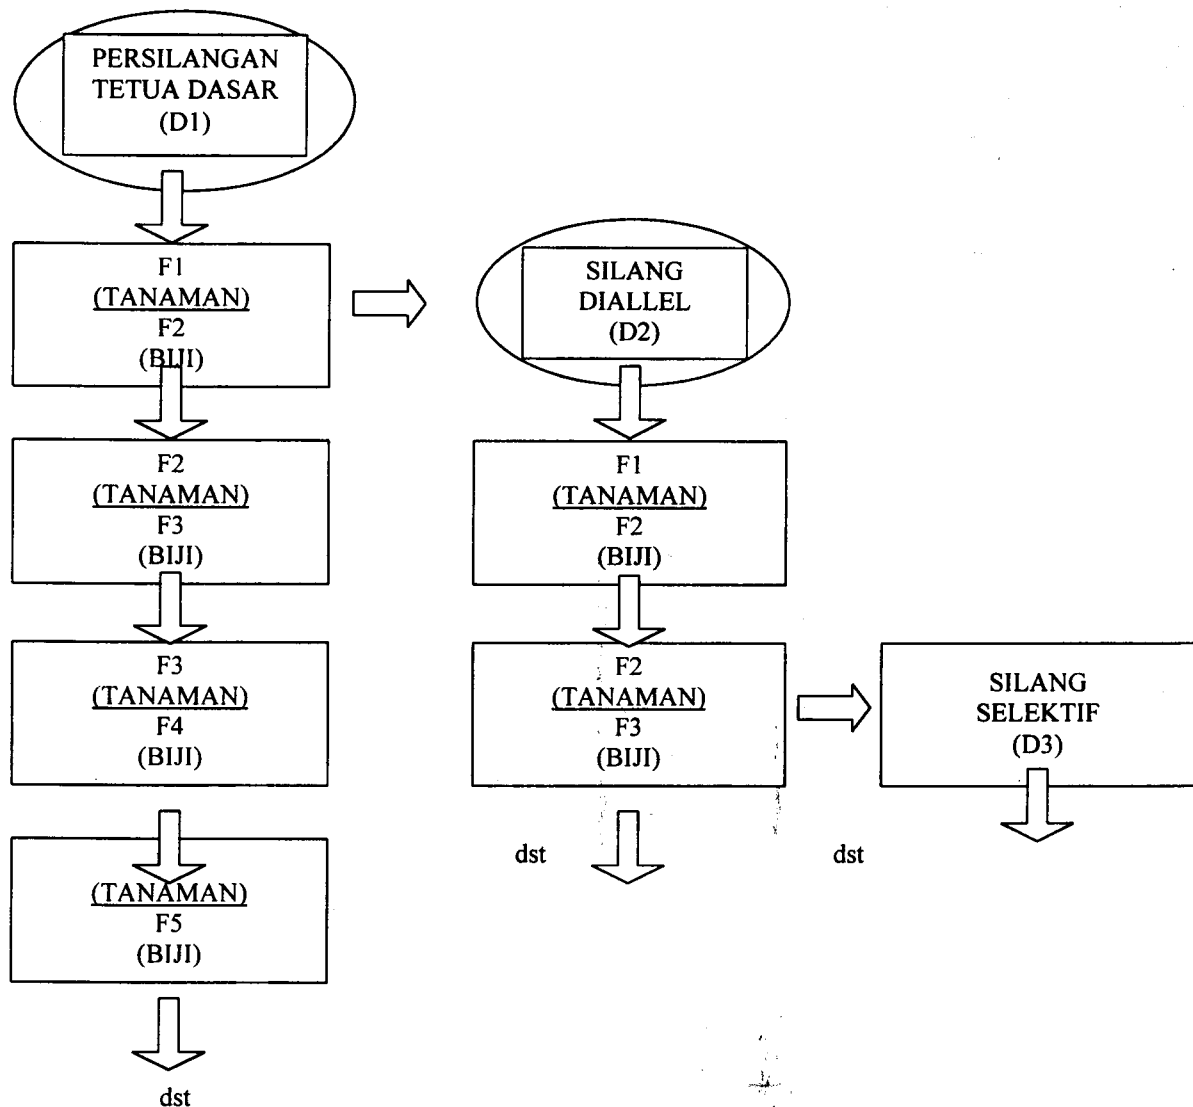 PERSILANGAN
TETUA DASAR
(D1)
F1
(TANAMAN)
F2
(BIJI)
SILANG
DIALLEL
(D2)
F2
(TANAMAN)
F3
(BIJI)
F1
(TANAMAN)
F2
(BIJI)
F3
(TANAMAN)
F4
(BIJI)
F2
(TANAMAN)
F3
(BIJI)
SILANG
SELEKTIF
(D3)
(TANAMAN)
F5
(BIJI)
dst
dst
dst